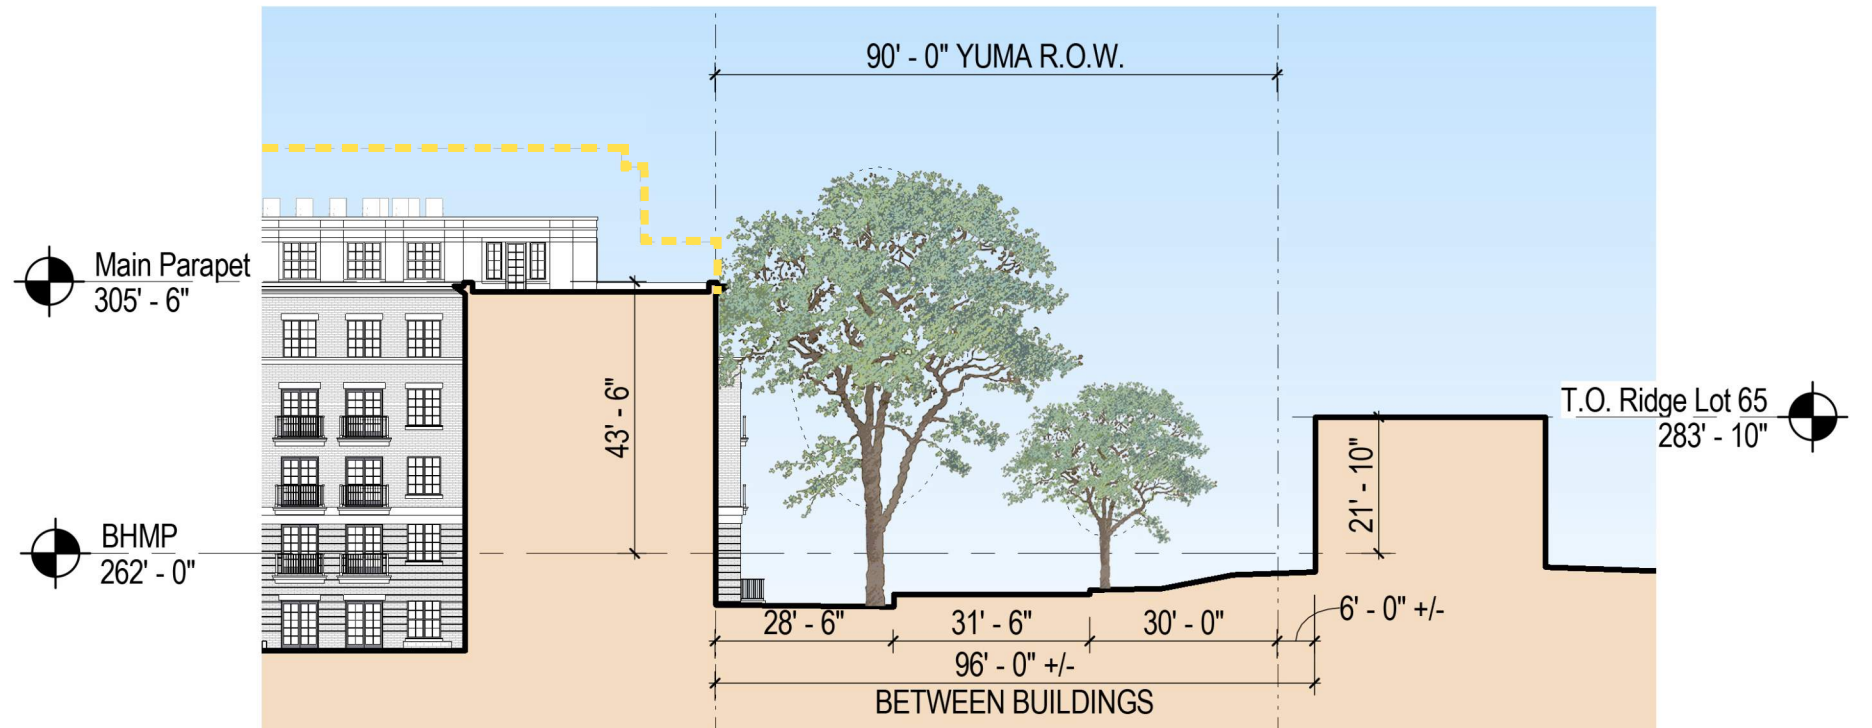 90' - 0" YUMA R.O.W.
Main Parapet
305' - 6"
43' - 6"
T.O. Ridge Lot 65
283' - 10"
21' - 10"
BHMP
262' - 0"
28' - 6"
31' - 6"
30' - 0"
6' - 0" +/-
96' - 0" +/-
BETWEEN BUILDINGS